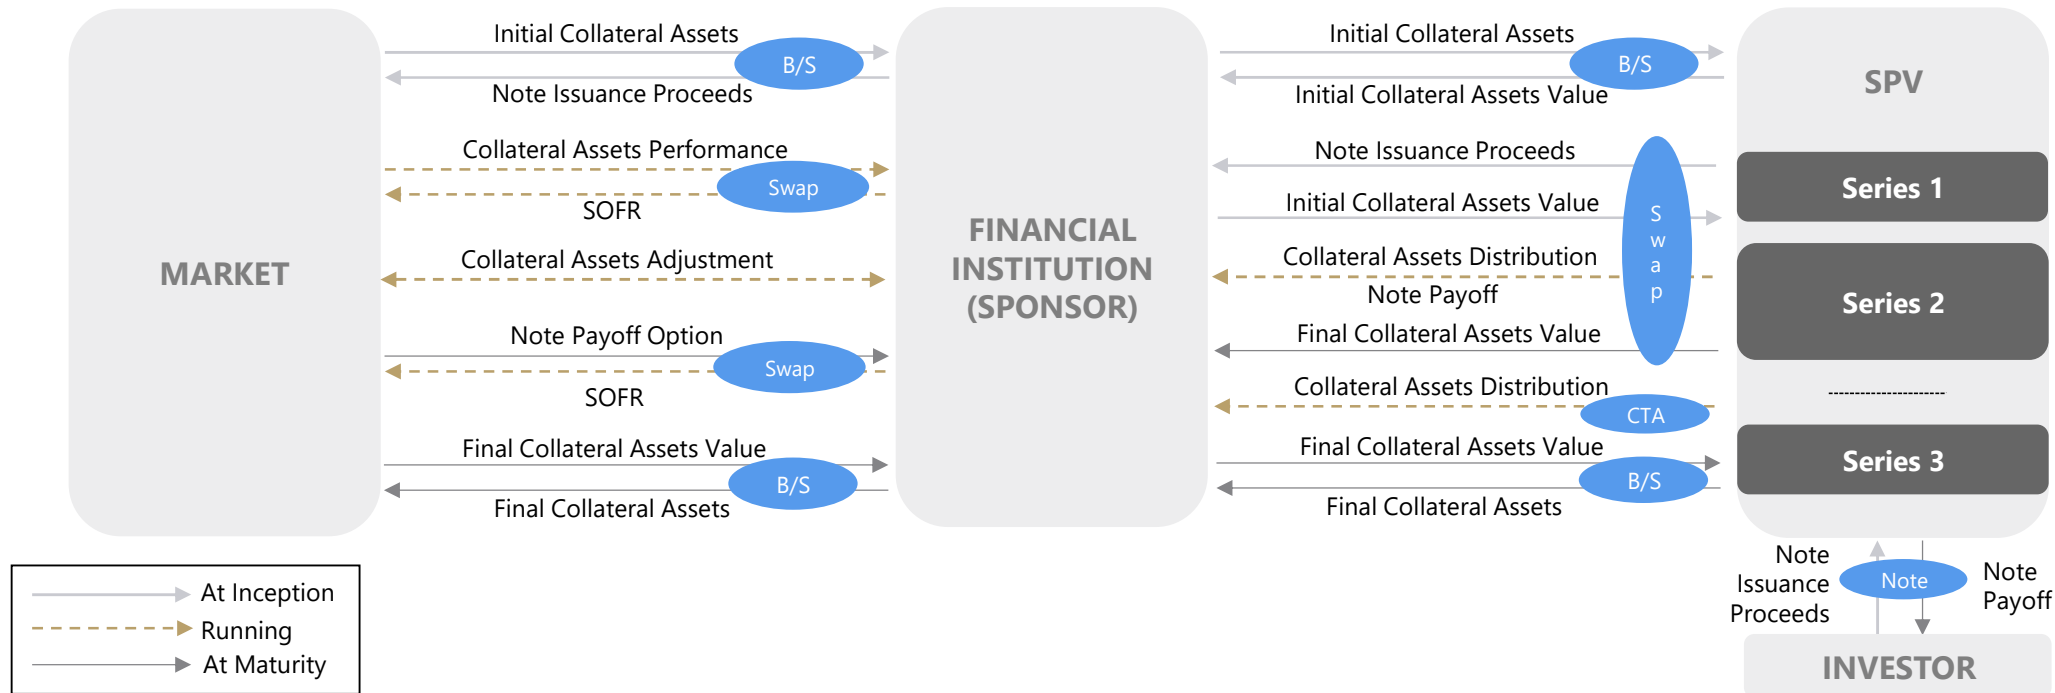 Initial Collateral Assets
B/S
Note Issuance Proceeds
Collateral Assets Performance
Swap
SOFR
MARKET
Collateral Assets Adjustment
Note Payoff Option
Swap
SOFR
Final Collateral Assets Value
B/S
Final Collateral Assets
FINANCIAL
INSTITUTION
(SPONSOR)
Initial Collateral Assets
B/S
Initial Collateral Assets Value
Note Issuance Proceeds
Initial Collateral Assets Value
Swap
Collateral Assets Distribution
Note Payoff
Final Collateral Assets Value
Collateral Assets Distribution
CTA
Final Collateral Assets Value
B/S
Final Collateral Assets
SPV
Series 1
Series 2
Series 3
Note
Issuance
Proceeds
Note
Note
Payoff
INVESTOR
At Inception
Running
At Maturity